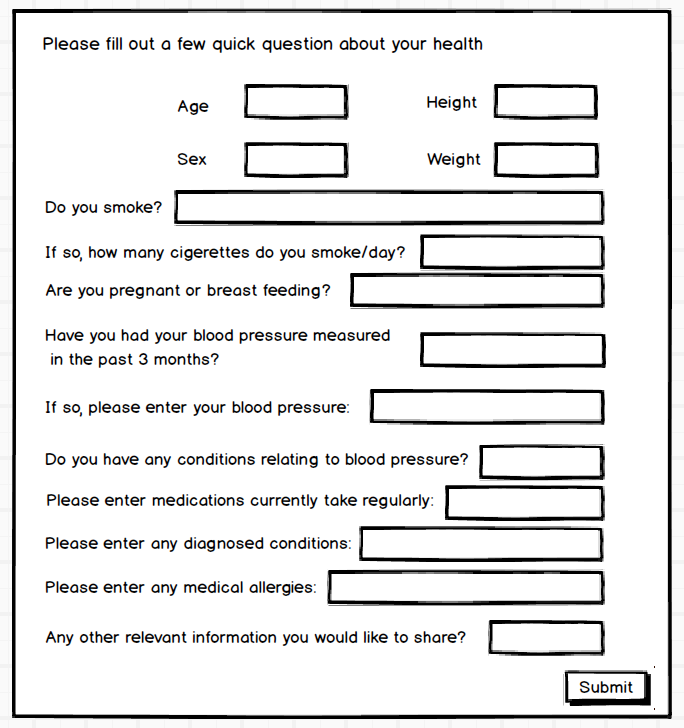 Please fill out a few quick question about your health
Age
Height
Sex
Weight
Do you smoke?
If so, how many cigerettes do you smoke/day?
Are you pregnant or breast feeding?
Have you had your blood pressure measured
in the past 3 months?
If so, please enter your blood pressure:
Do you have any conditions relating to blood pressure?
Please enter medications currently take regularly:
Please enter any diagnosed conditions:
Please enter any medical allergies:
Any other relevant information you would like to share?
Submit